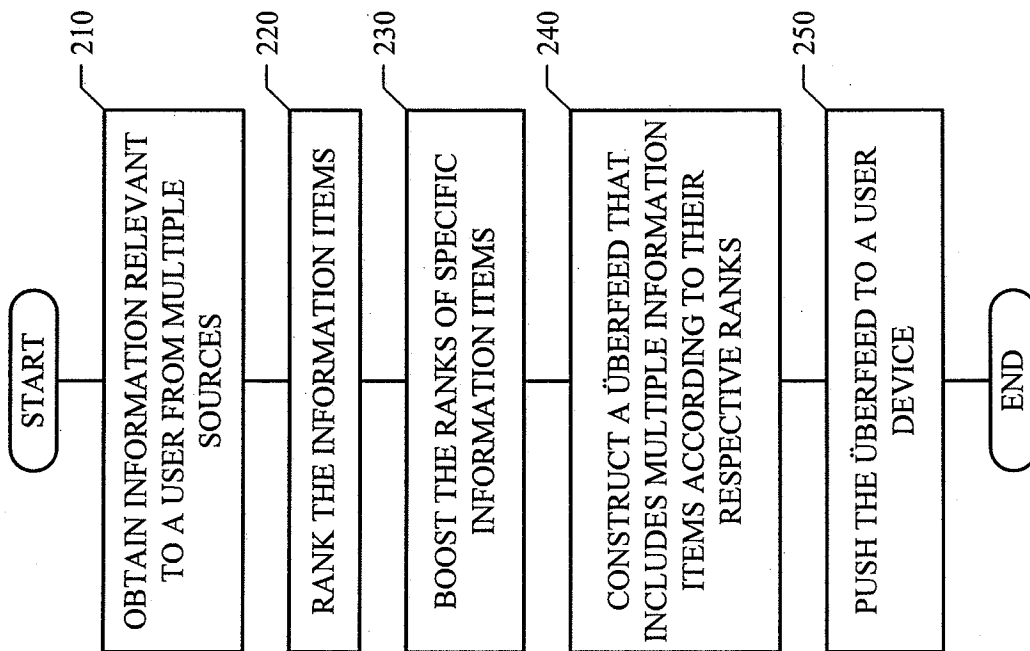 START
210
OBTAIN INFORMATION RELEVANT
TO A USER FROM MULTIPLE
SOURCES
220
RANK THE INFORMATION ITEMS
230
BOOST THE RANKS OF SPECIFIC
INFORMATION ITEMS
240
CONSTRUCT A ÜBERFEED THAT
INCLUDES MULTIPLE INFORMATION
ITEMS ACCORDING TO THEIR
RESPECTIVE RANKS
250
PUSH THE ÜBERFEED TO A USER
DEVICE
END